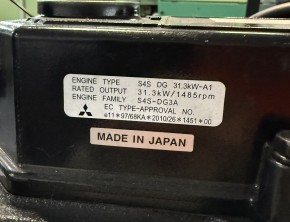 ENGINE TYPE S4S DG 31.3kW-A1
RATED OUTPUT 31.3kW/1485rpm
ENGINE FAMILY S4S-DG3A
EC TYPE-APPROVAL NO.
e11*97/68KA*2010/26*1451*00
MADE IN JAPAN